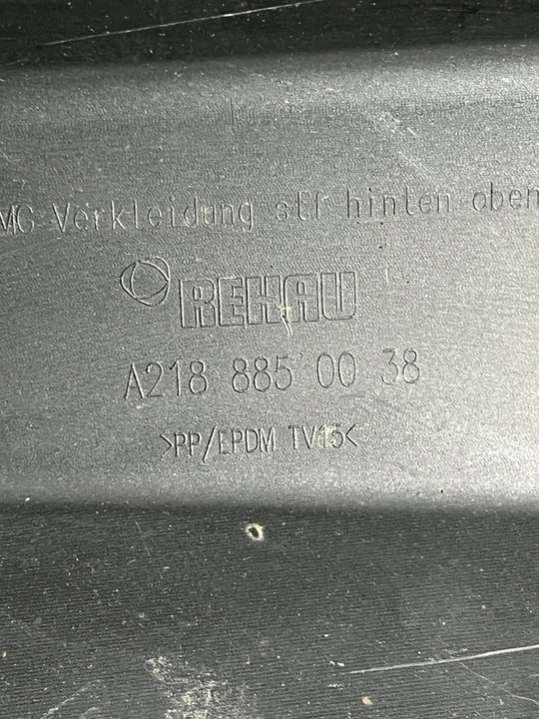 MG Verkleidung stf hinten oben
REHAU
A218 885 00 38
>PP/EPDM TV15<